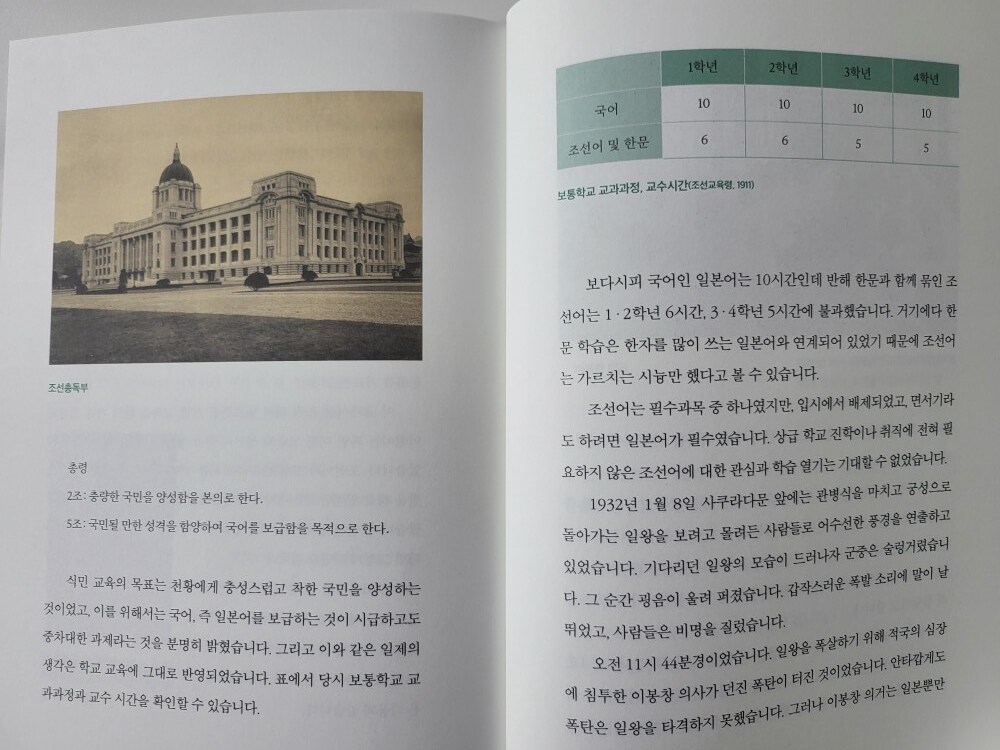 조선총독부
총령
2조: 충량한 국민을 양성함을 본의로 한다.
5조: 국민될 만한 성격을 함양하여 국어를 보급함을 목적으로 한다.
식민 교육의 목표는 천황에게 충성스럽고 착한 국민을 양성하는
것이었고, 이를 위해서는 국어, 즉 일본어를 보급하는 것이 시급하고도
중차대한 과제라는 것을 분명히 밝혔습니다. 그리고 이와 같은 일제의
생각은 학교 교육에 그대로 반영되었습니다. 표에서 당시 보통학교 교
과과정과 교수 시간을 확인할 수 있습니다.
1학년 2학년 3학년 4학년
국어 10 10 10 10
조선어 및 한문 6 6 5 5
보통학교 교과과정, 교수시간(조선교육령, 1911)
보다시피 국어인 일본어는 10시간인데 반해 한문과 함께 묶인 조
선어는 1·2학년 6시간, 3·4학년 5시간에 불과했습니다. 거기에다 한
문 학습은 한자를 많이 쓰는 일본어와 연계되어 있었기 때문에 조선어
는 가르치는 시늉만 했다고 볼 수 있습니다.
조선어는 필수과목 중 하나였지만, 입시에서 배제되었고, 면서기라
도 하려면 일본어가 필수였습니다. 상급 학교 진학이나 취직에 전혀 필
요하지 않은 조선어에 대한 관심과 학습 열기는 기대할 수 없었습니다.
1932년 1월 8일 사쿠라다문 앞에는 관병식을 마치고 궁성으로
돌아가는 일왕을 보려고 몰려든 사람들로 어수선한 풍경을 연출하고
있었습니다. 기다리던 일왕의 모습이 드러나자 군중은 술렁거렸습니
다. 그 순간 굉음이 울려 퍼졌습니다. 갑작스러운 폭발 소리에 말이 날
뛰었고, 사람들은 비명을 질렀습니다.
오전 11시 44분경이었습니다. 일왕을 폭살하기 위해 적국의 심장
에 침투한 이봉창 의사가 던진 폭탄이 터진 것이었습니다. 안타깝게도
폭탄은 일왕을 타격하지 못했습니다. 그러나 이봉창 의거는 일본뿐만